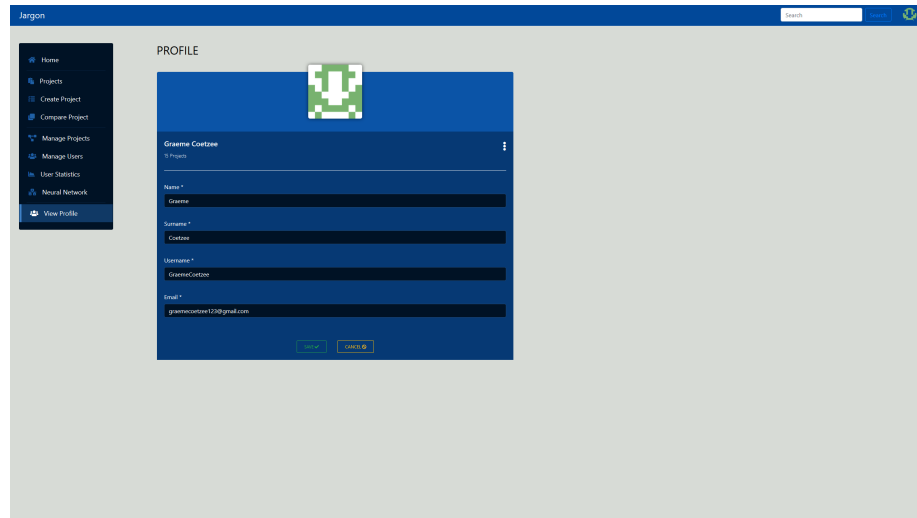 Jargon
Search
Search
Home
Projects
Create Project
Compare Project
Manage Projects
Manage Users
User Statistics
Neural Network
View Profile
PROFILE
Graeme Coetzee
15 Projects
Name *
Graeme
Surname *
Coetzee
Username *
GraemeCoetzee
Email *
graemecoetzee123@gmail.com
SAVE
CANCEL